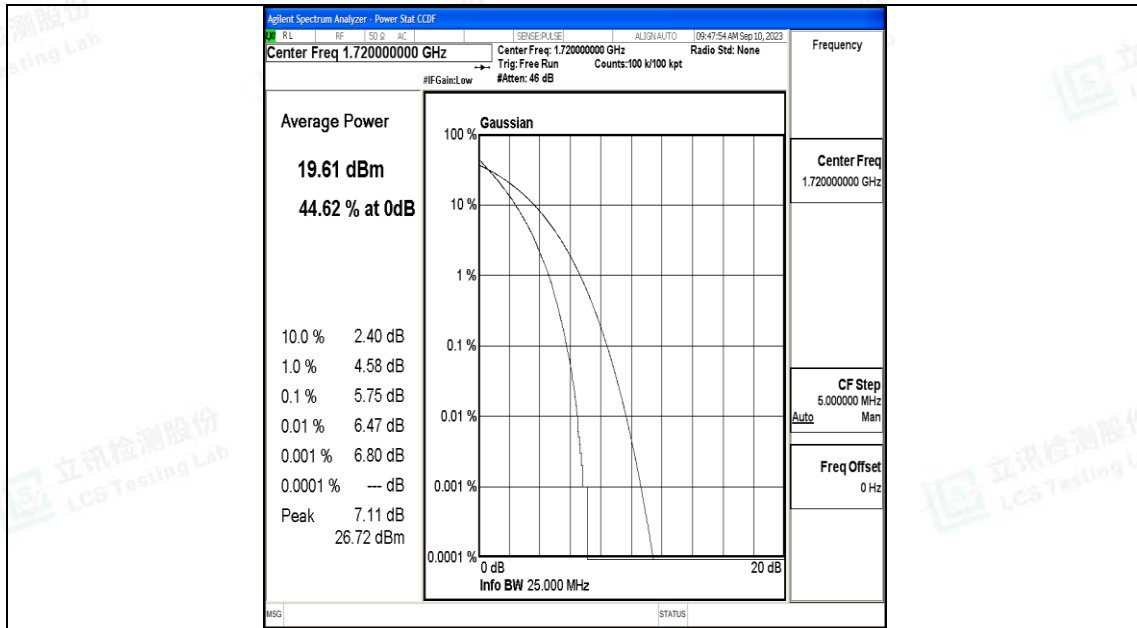 Agilent Spectrum Analyzer - Power Stat CCDF
RL RF 50 Ω AC SENSE:PULSE ALIGN AUTO 09:47:54 AM Sep 10, 2023
Center Freq 1.720000000 GHz
Center Freq: 1.720000000 GHz
Radio Std: None
Trig: Free Run
Counts:100 k/100 kpt
#IFGain:Low
#Atten: 46 dB
Frequency
Average Power
19.61 dBm
44.62 % at 0dB
10.0 % 2.40 dB
1.0 % 4.58 dB
0.1 % 5.75 dB
0.01 % 6.47 dB
0.001 % 6.80 dB
0.0001 % --- dB
Peak 7.11 dB
26.72 dBm
Gaussian
100 %
10 %
1 %
0.1 %
0.01 %
0.001 %
0.0001 %
0 dB
20 dB
Info BW 25.000 MHz
Center Freq
1.720000000 GHz
CF Step
5.000000 MHz
Auto Man
Freq Offset
0 Hz
MSG
STATUS
立讯检测股份
LCS Testing Lab
立讯检测股份